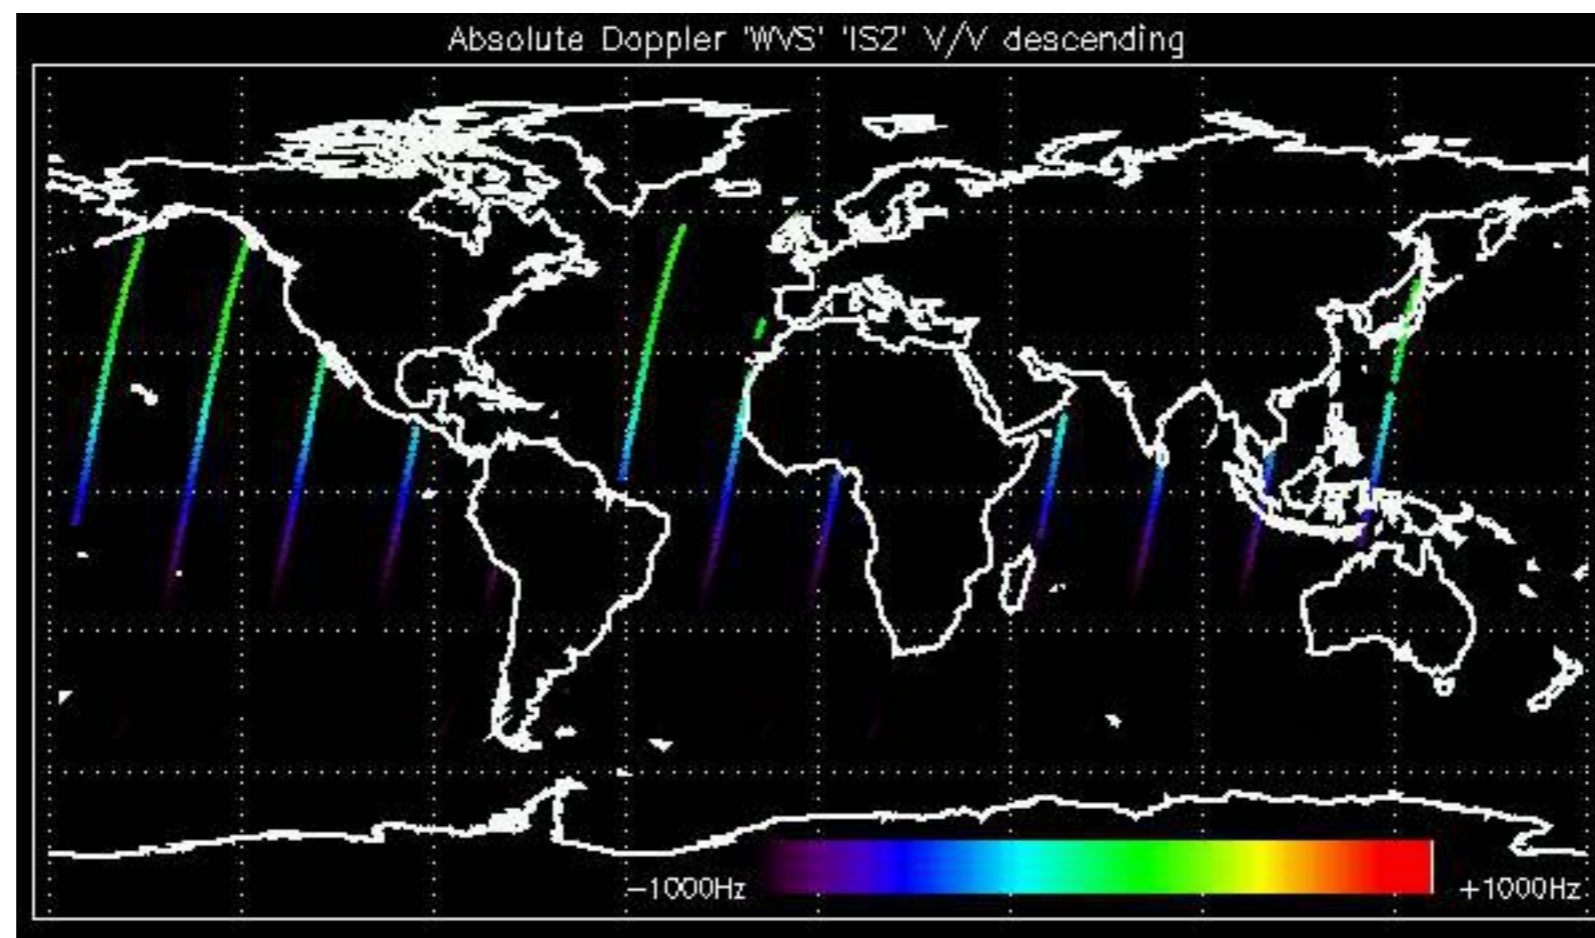 Absolute Doppler 'WVS' 'IS2' V/V descending
−1000Hz +1000Hz